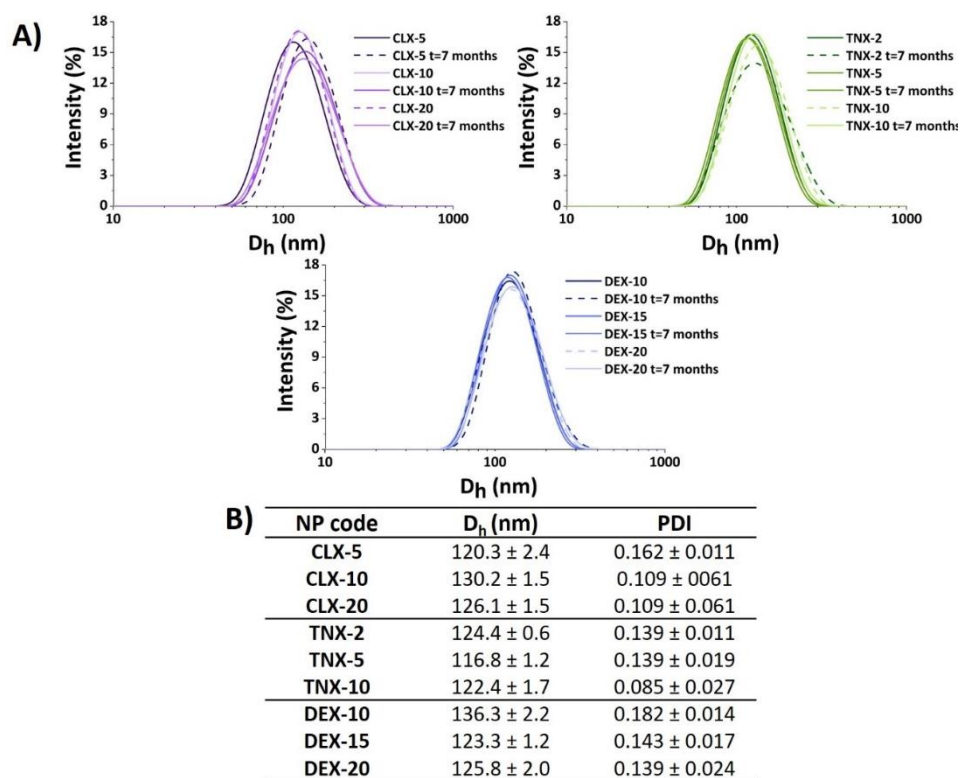 A)
18
15
12
9
6
3
0
Intensity (%)
10
100
1000
Dh (nm)
CLX-5
CLX-5 t=7 months
CLX-10
CLX-10 t=7 months
CLX-20
CLX-20 t=7 months
18
15
12
9
6
3
0
Intensity (%)
10
100
1000
Dh (nm)
TNX-2
TNX-2 t=7 months
TNX-5
TNX-5 t=7 months
TNX-10
TNX-10 t=7 months
18
15
12
9
6
3
0
Intensity (%)
10
100
1000
Dh (nm)
DEX-10
DEX-10 t=7 months
DEX-15
DEX-15 t=7 months
DEX-20
DEX-20 t=7 months
B)
NP code Dh (nm) PDI
CLX-5 120.3 ± 2.4 0.162 ± 0.011
CLX-10 130.2 ± 1.5 0.109 ± 0061
CLX-20 126.1 ± 1.5 0.109 ± 0.061
TNX-2 124.4 ± 0.6 0.139 ± 0.011
TNX-5 116.8 ± 1.2 0.139 ± 0.019
TNX-10 122.4 ± 1.7 0.085 ± 0.027
DEX-10 136.3 ± 2.2 0.182 ± 0.014
DEX-15 123.3 ± 1.2 0.143 ± 0.017
DEX-20 125.8 ± 2.0 0.139 ± 0.024